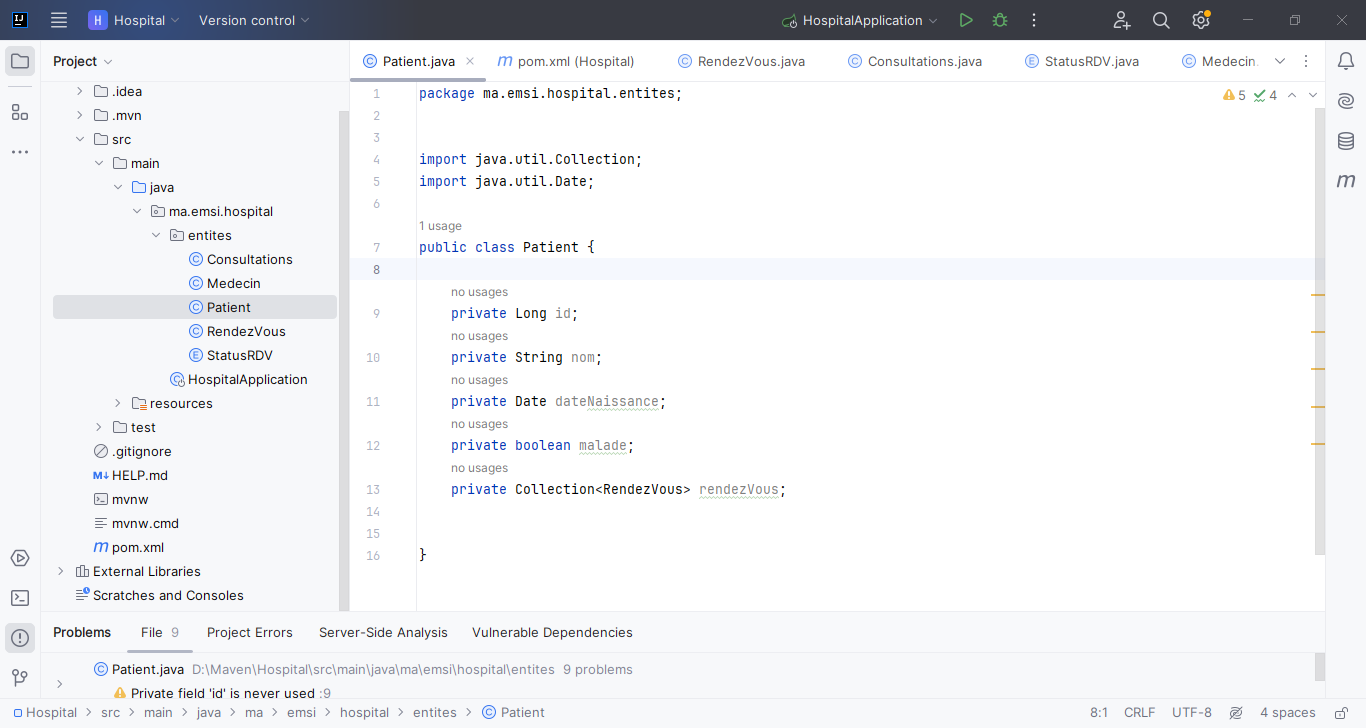 H Hospital Version control HospitalApplication
Project
.idea
.mvn
src
main
java
ma.emsi.hospital
entites
Consultations
Medecin
Patient
RendezVous
StatusRDV
HospitalApplication
resources
test
.gitignore
HELP.md
mvnw
mvnw.cmd
pom.xml
External Libraries
Scratches and Consoles
Patient.java pom.xml (Hospital) RendezVous.java Consultations.java StatusRDV.java Medecin
5 4
1 package ma.emsi.hospital.entites;
2
3
4 import java.util.Collection;
5 import java.util.Date;
6
1 usage
7 public class Patient {
8
no usages
9 private Long id;
no usages
10 private String nom;
no usages
11 private Date dateNaissance;
no usages
12 private boolean malade;
no usages
13 private Collection<RendezVous> rendezVous;
14
15
16 }
Problems File 9 Project Errors Server-Side Analysis Vulnerable Dependencies
Patient.java D:\Maven\Hospital\src\main\java\ma\emsi\hospital\entites 9 problems
Private field 'id' is never used :9
Hospital > src > main > java > ma > emsi > hospital > entites > Patient 8:1 CRLF UTF-8 4 spaces